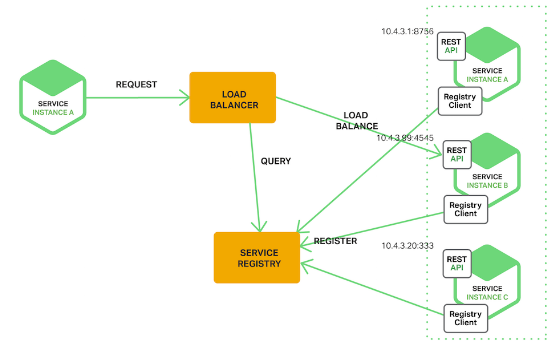 10.4.3.1:8756
REST
API
SERVICE
INSTANCE A
Registry
Client
SERVICE
INSTANCE A
REQUEST
LOAD
BALANCER
LOAD
BALANCE
10.4.3.99:4545
REST
API
SERVICE
INSTANCE B
Registry
Client
QUERY
SERVICE
REGISTRY
REGISTER
10.4.3.20:333
REST
API
SERVICE
INSTANCE C
Registry
Client